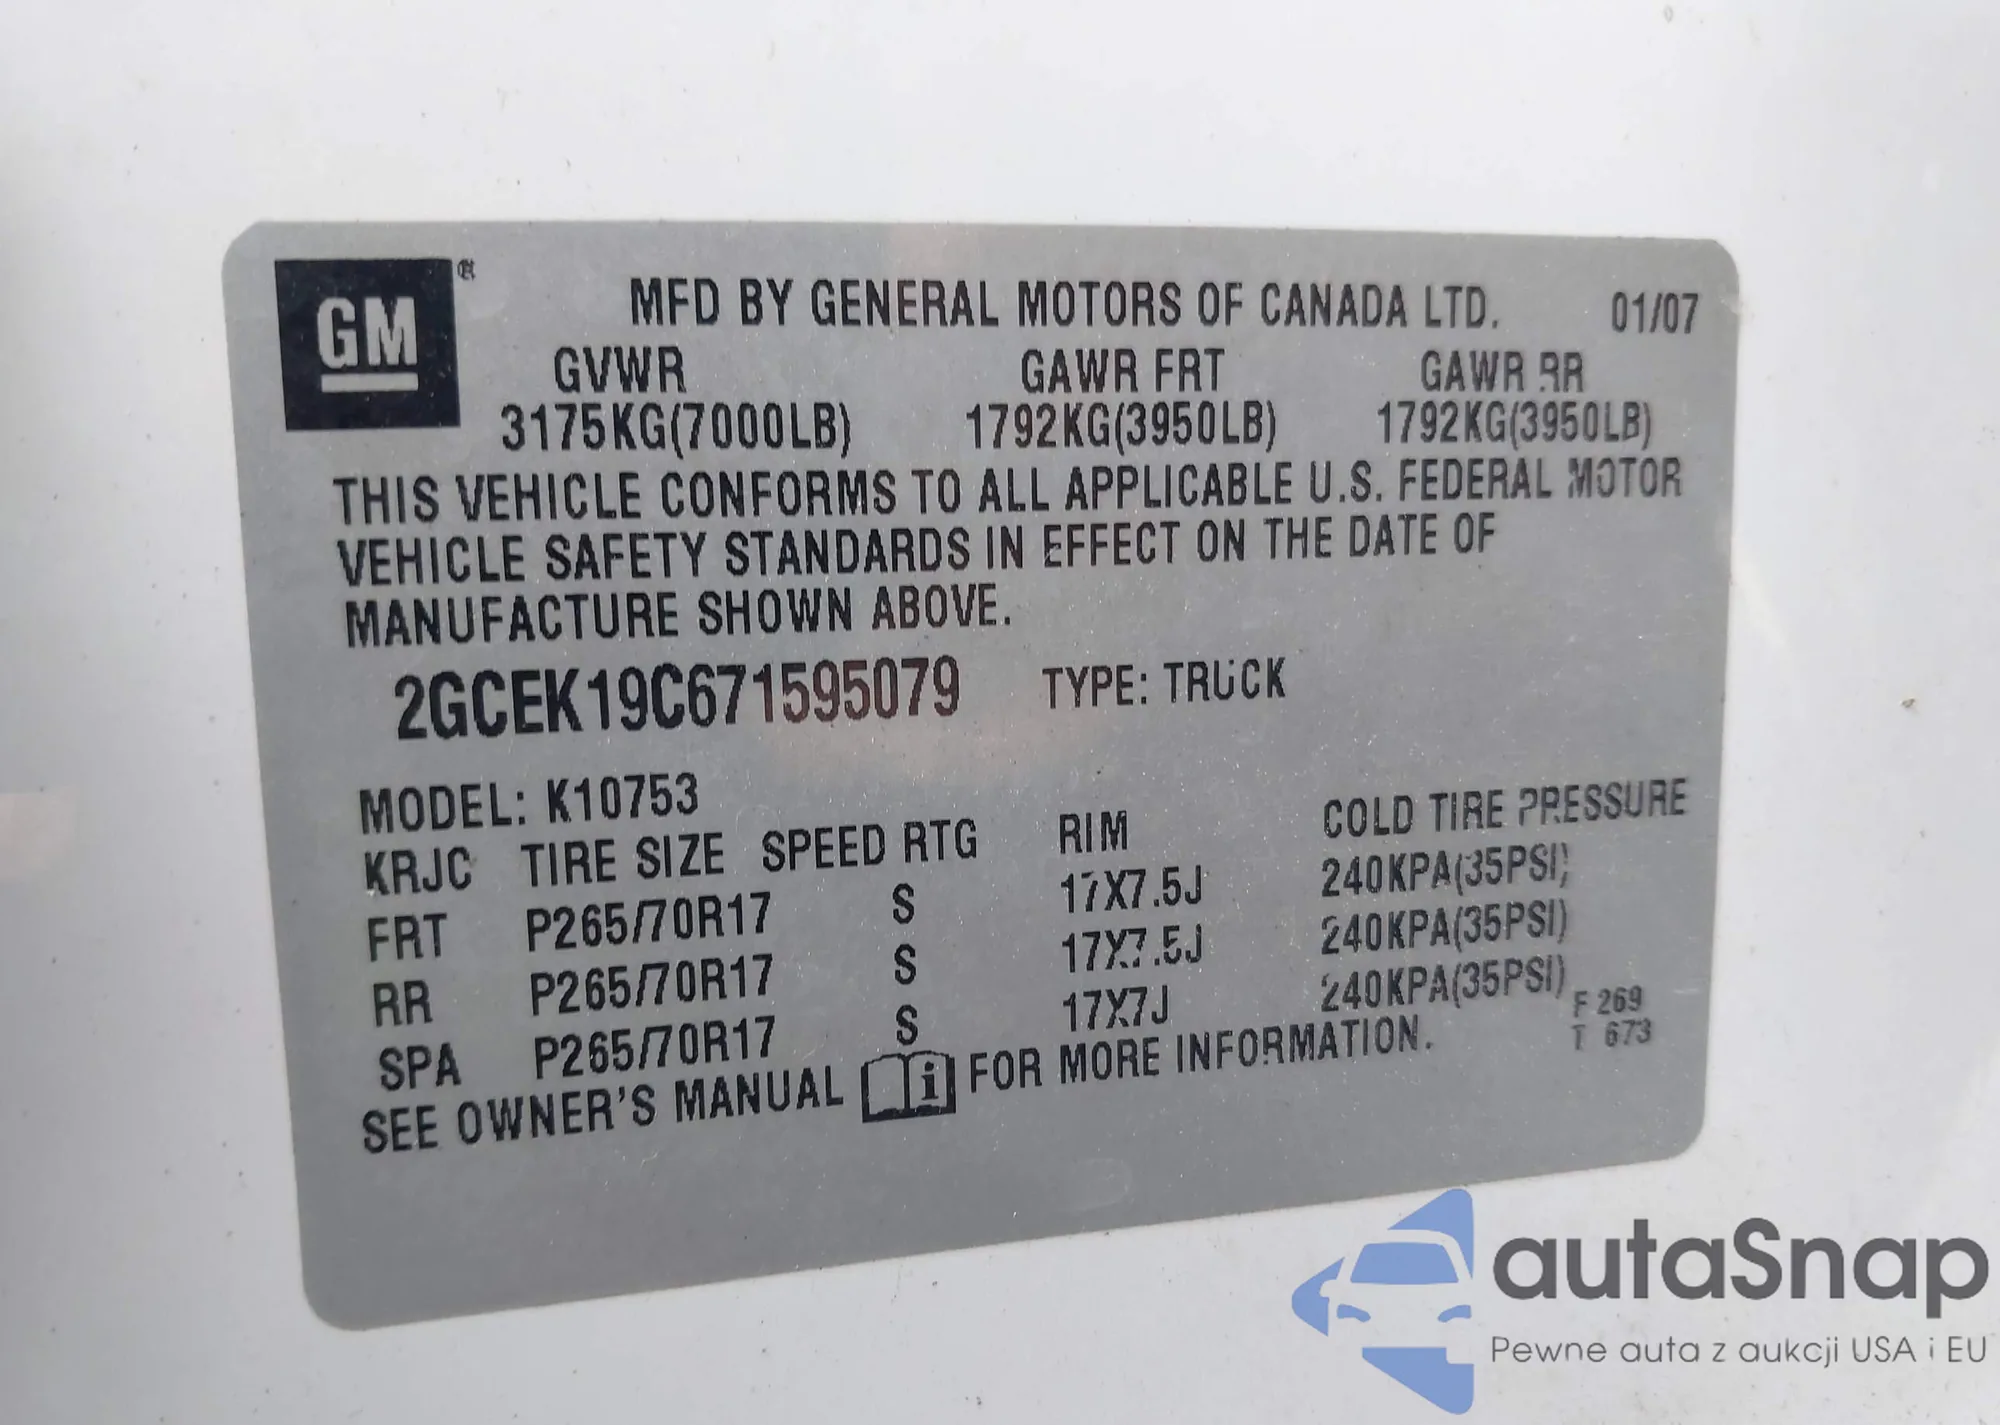 GM®
MFD BY GENERAL MOTORS OF CANADA LTD. 01/07
GVWR GAWR FRT GAWR RR
3175KG(7000LB) 1792KG(3950LB) 1792KG(3950LB)
THIS VEHICLE CONFORMS TO ALL APPLICABLE U.S. FEDERAL MOTOR
VEHICLE SAFETY STANDARDS IN EFFECT ON THE DATE OF
MANUFACTURE SHOWN ABOVE.
2GCEK19C671595079 TYPE: TRUCK
MODEL: K10753
KRJC TIRE SIZE SPEED RTG RIM COLD TIRE PRESSURE
FRT P265/70R17 S 17X7.5J 240KPA(35PSI)
RR P265/70R17 S 17X7.5J 240KPA(35PSI)
SPA P265/70R17 S 17X7J 240KPA(35PSI)
F 269
T 673
SEE OWNER'S MANUAL i FOR MORE INFORMATION.
autaSnap
Pewne auta z aukcji USA i EU